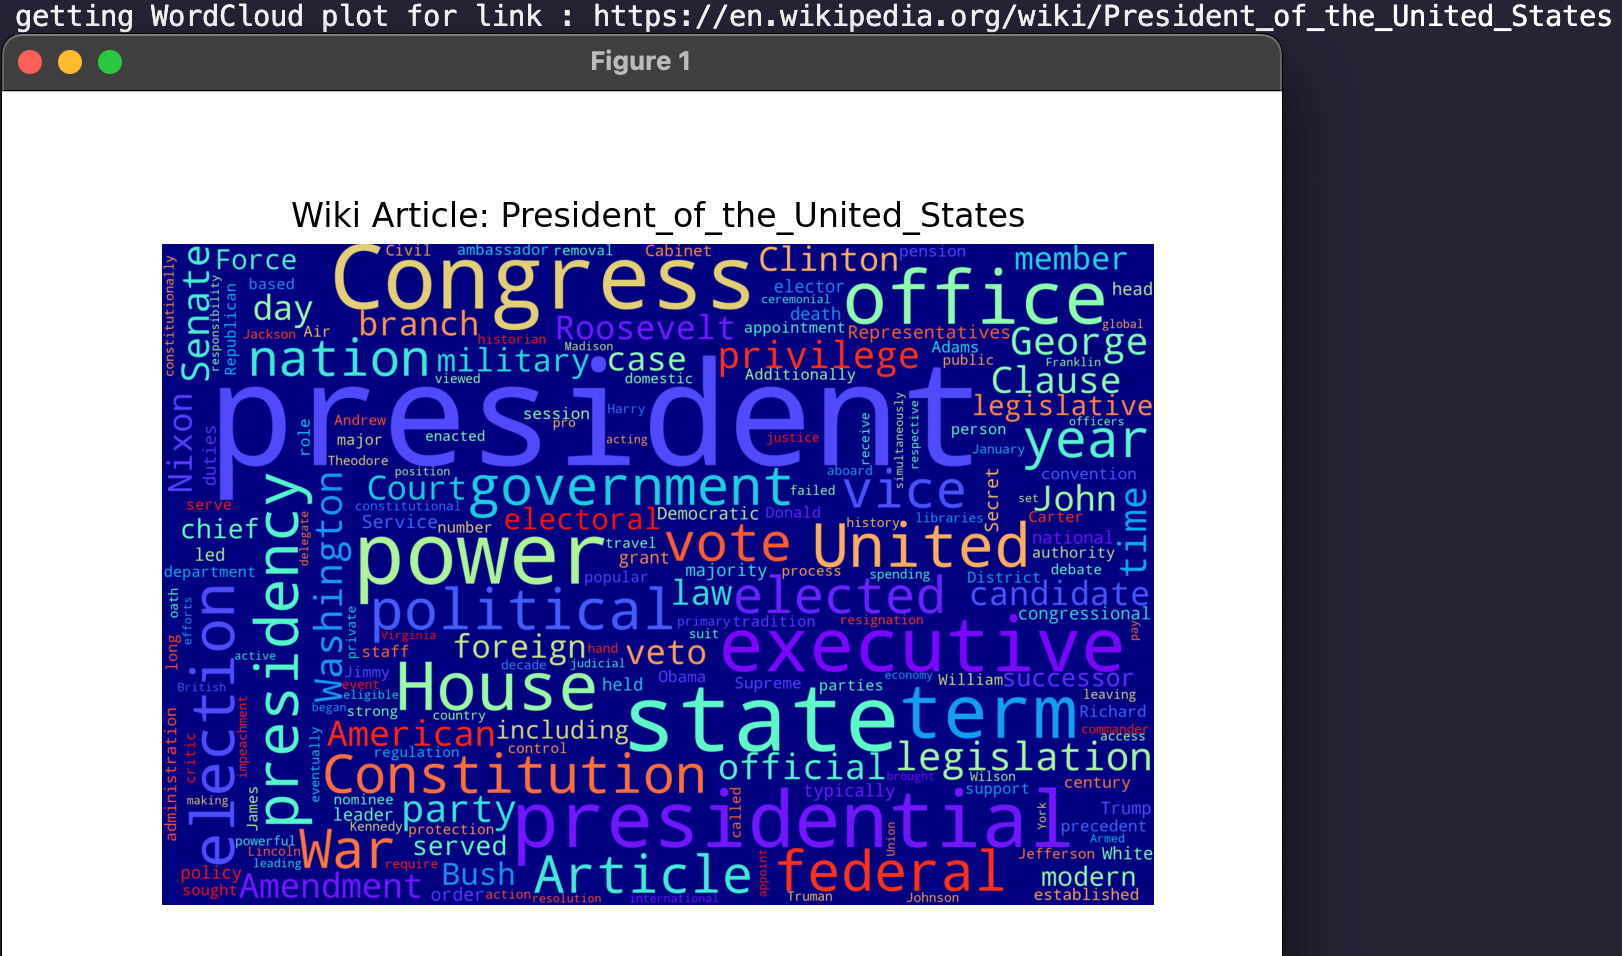 getting WordCloud plot for link : https://en.wikipedia.org/wiki/President_of_the_United_States
Figure 1
Wiki Article: President_of_the_United_States
constitutionally
Senate
responsibility
Republican
Force
based
day
Jackson
Air
Civil
ambassador
removal
Cabinet
Clinton
pension
member
Congress
elector
ceremonial
death
office
head
global
branch
historian
Roosevelt
Madison
appointment
Representatives
Adams
public
George
Franklin
nation
military
viewed
case
domestic
privilege
Additionally
Clause
legislative
officers
president
Nixon
duties
role
Andrew
major
Theodore
enacted
session
pro
Harry
acting
justice
receive
simultaneously
respective
person
January
year
position
aboard
convention
serve
chief
led
department
presidency
delegate
Washington
Court
constitutional
Service
number
government
failed
electoral
Democratic
Donald
vice
history
libraries
Secret
set
John
Carter
time
national
authority
debate
power
travel
grant
popular
vote
majority
process
United
spending
District
candidate
congressional
oath
efforts
long
election
active
British
private
political
Virginia
staff
law
elected
primary
tradition
resignation
suit
pay
foreign
hand
veto
executive
decade
judicial
Jimmy
event
eligible
began
strong
House
country
held
Obama
Supreme
parties
economy
William
successor
leaving
Richard
commander
access
administration
critic
impeachment
eventually
American
including
regulation
control
state
term
Constitution
official
brought
legislation
Wilson
support
century
making
James
nominee
leader
Kennedy
party
protection
presidential
typically
called
Union
York
Trump
precedent
Armed
powerful
Lincoln
leading
War
require
served
Jefferson
White
policy
sought
Amendment
Bush
order
action
resolution
Article
international
appoint
federal
Truman
Johnson
modern
established